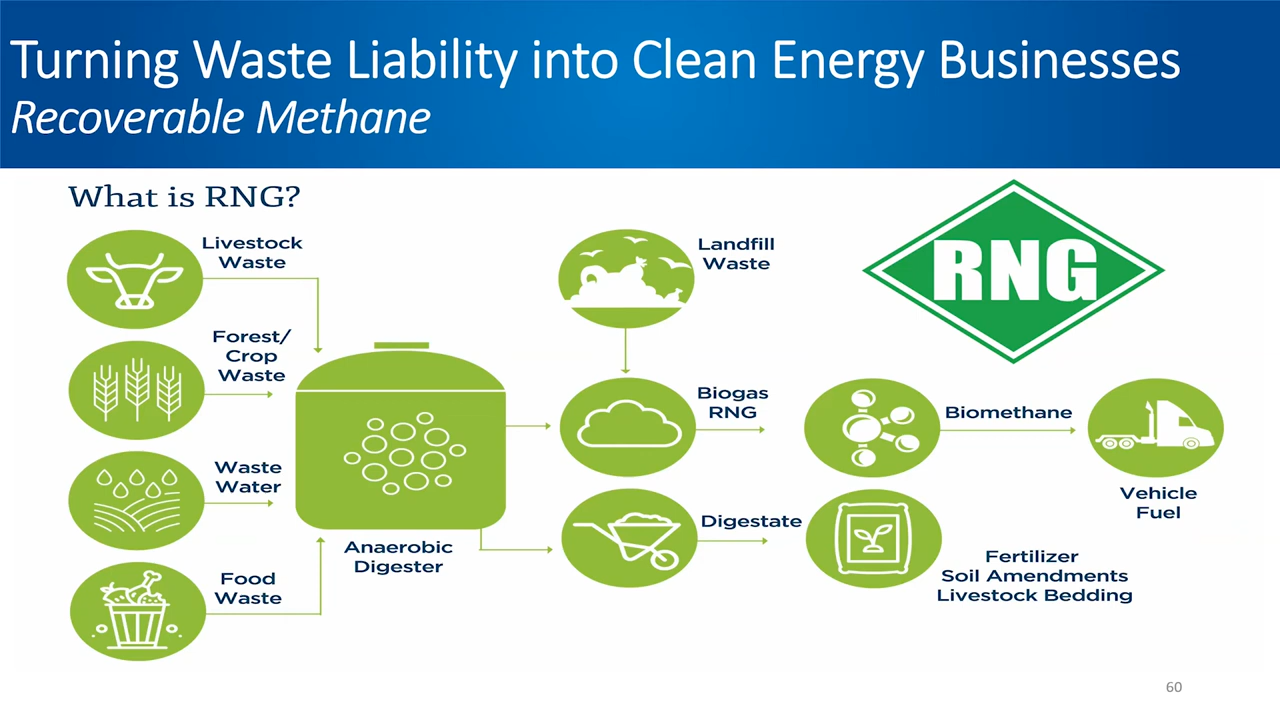 Turning Waste Liability into Clean Energy Businesses
Recoverable Methane
What is RNG?
Livestock
Waste
Forest/
Crop
Waste
Waste
Water
Food
Waste
Anaerobic
Digester
Landfill
Waste
Biogas
RNG
Digestate
RNG
Biomethane
Vehicle
Fuel
Fertilizer
Soil Amendments
Livestock Bedding
60